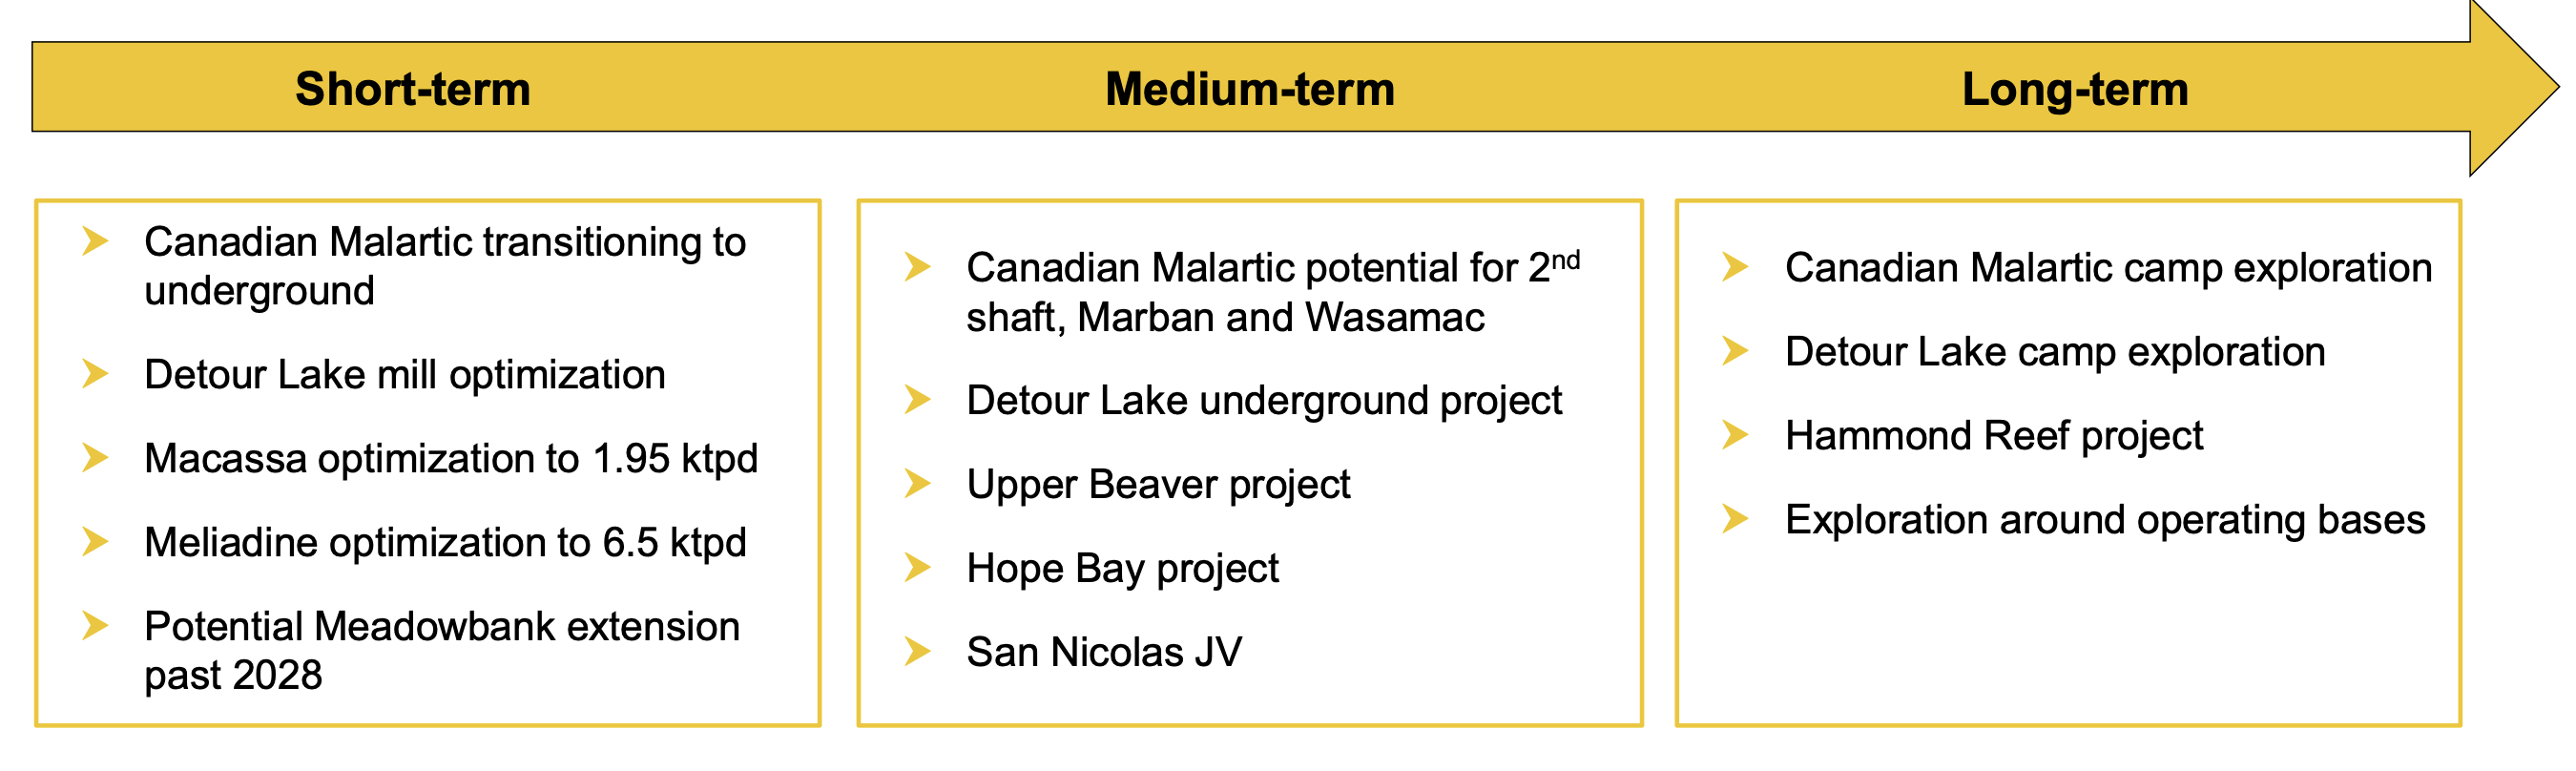 Short-term
Medium-term
Long-term
Canadian Malartic transitioning to
underground
Detour Lake mill optimization
Macassa optimization to 1.95 ktpd
Meliadine optimization to 6.5 ktpd
Potential Meadowbank extension
past 2028
Canadian Malartic potential for 2nd
shaft, Marban and Wasamac
Detour Lake underground project
Upper Beaver project
Hope Bay project
San Nicolas JV
Canadian Malartic camp exploration
Detour Lake camp exploration
Hammond Reef project
Exploration around operating bases